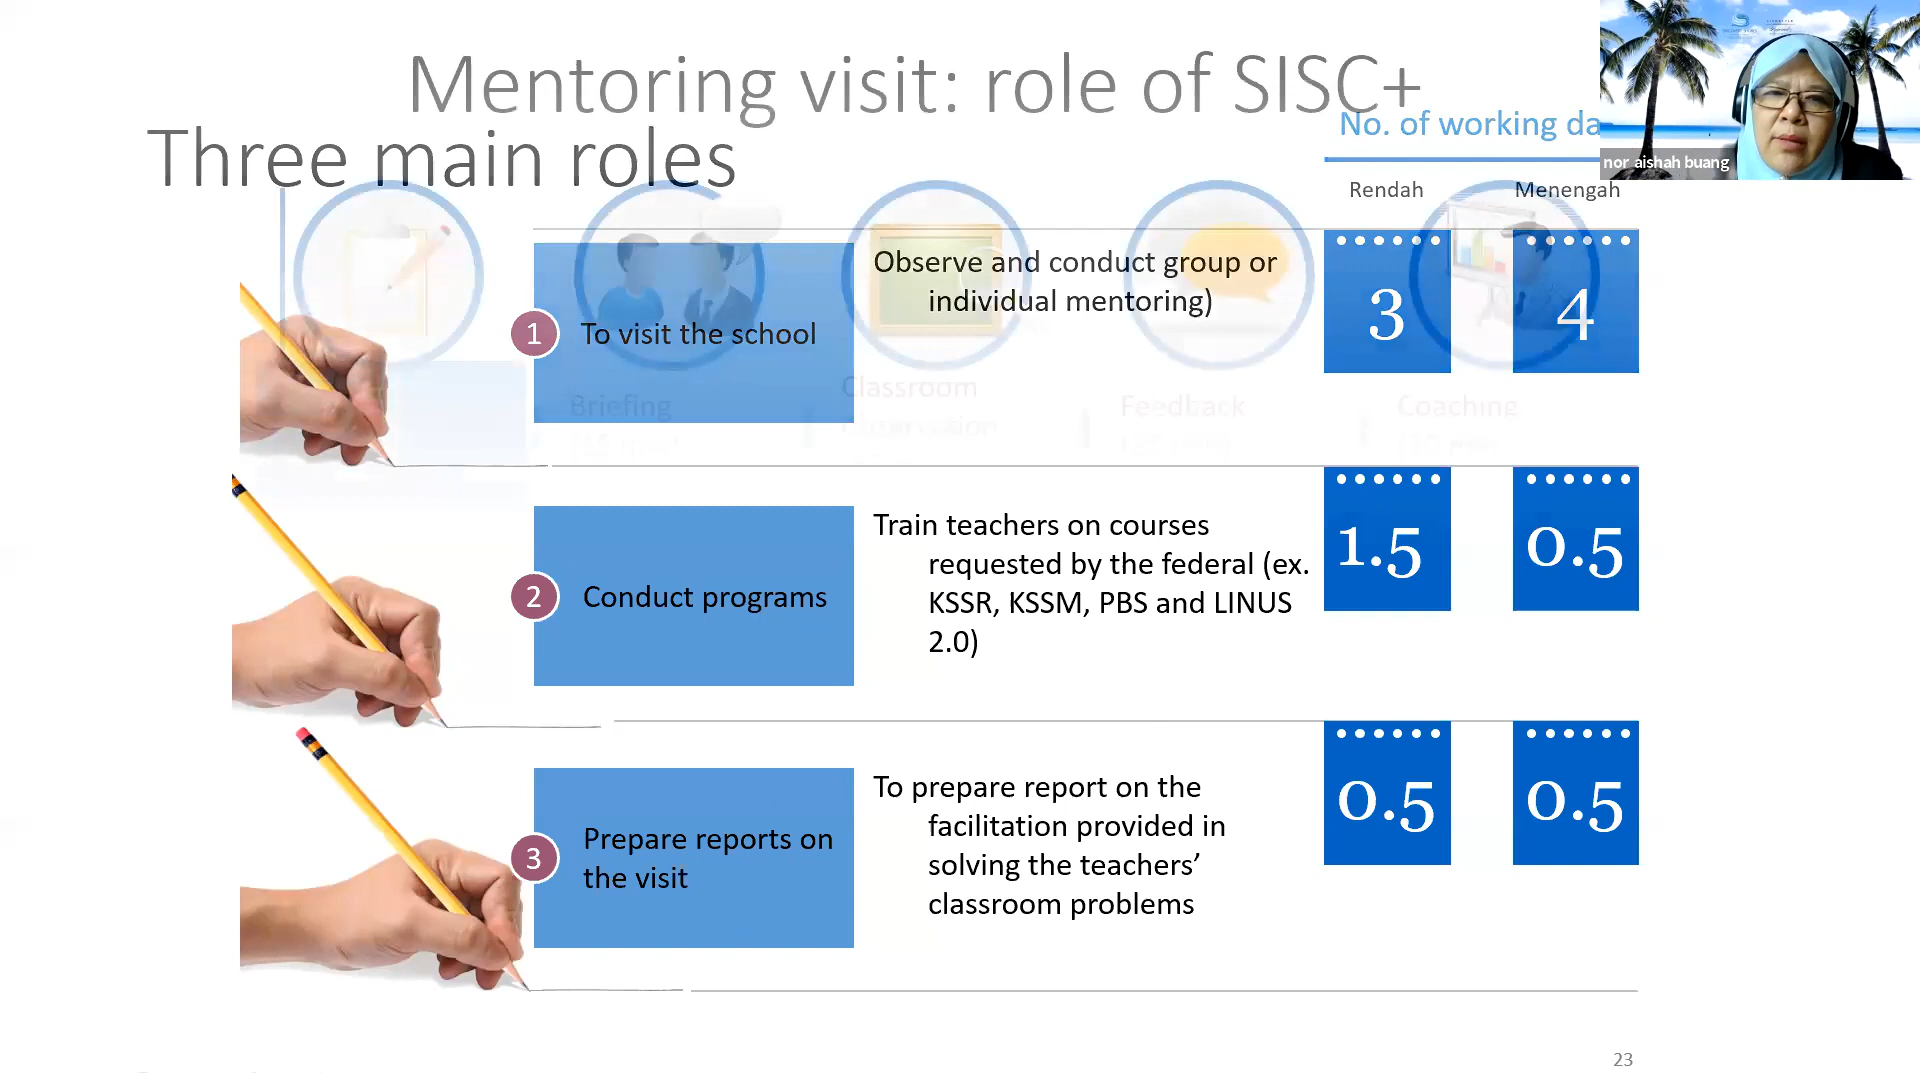 Mentoring visit: role of SISC+
Three main roles
No. of working da
nor aishah buang
Rendah
Menengah
1
To visit the school
Observe and conduct group or
individual mentoring)
3
4
Briefing
Classroom
Observation
Feedback
Coaching
2
Conduct programs
Train teachers on courses
requested by the federal (ex.
KSSR, KSSM, PBS and LINUS
2.0)
1.5
0.5
3
Prepare reports on
the visit
To prepare report on the
facilitation provided in
solving the teachers’
classroom problems
0.5
0.5
23